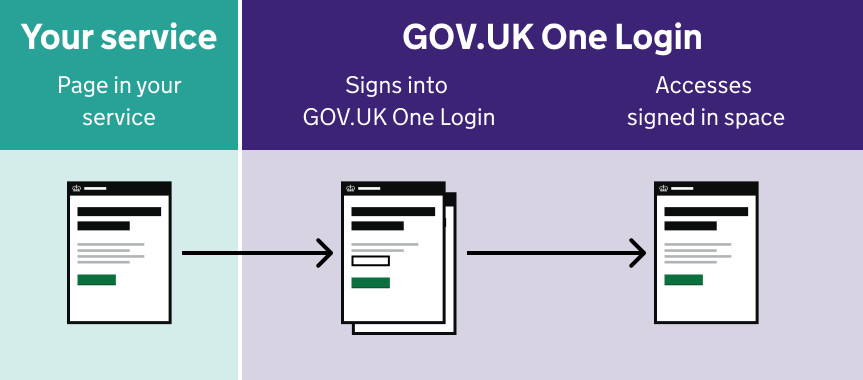 Your service
GOV.UK One Login
Page in your
service
Signs into
GOV.UK One Login
Accesses
signed in space